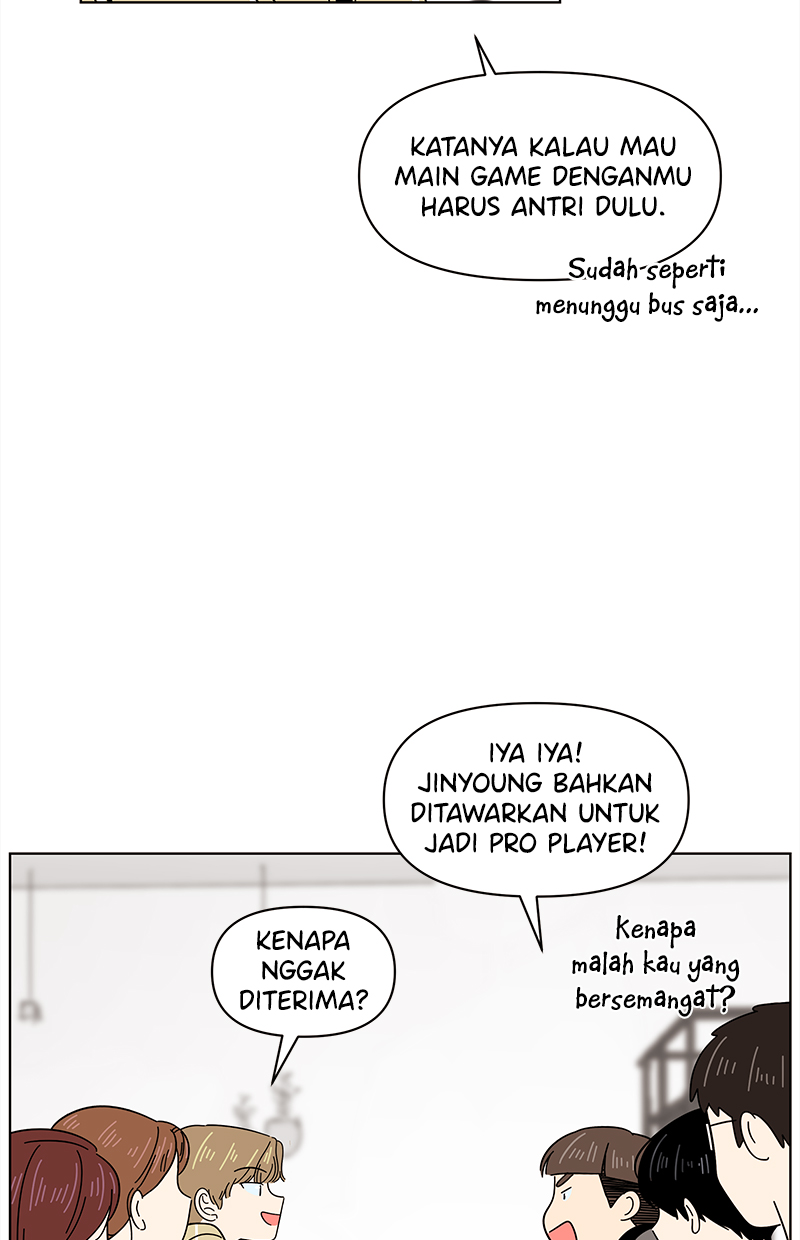 KATANYA KALAU MAU
MAIN GAME DENGANMU
HARUS ANTRI DULU.
Sudah seperti
menunggu bus saja...
IYA IYA!
JINYOUNG BAHKAN
DITAWARKAN UNTUK
JADI PRO PLAYER!
KENAPA
NGGAK
DITERIMA?
Kenapa
malah kau yang
bersemangat?